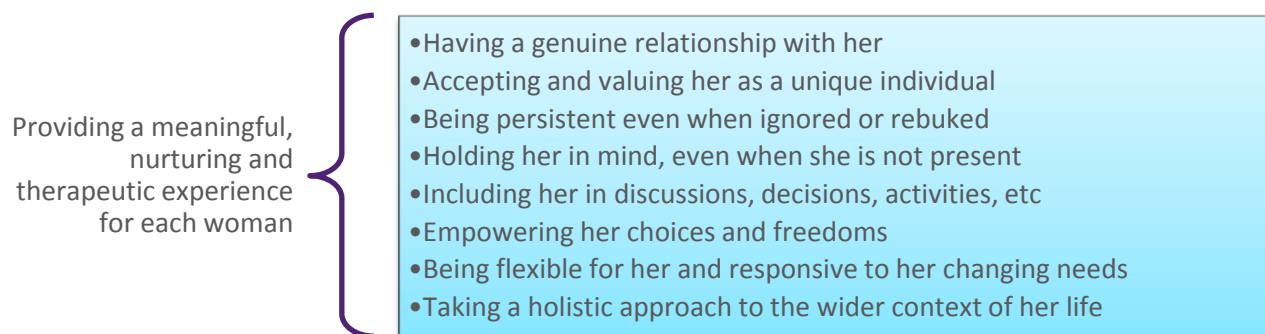 Providing a meaningful,
nurturing and
therapeutic experience
for each woman
•Having a genuine relationship with her
•Accepting and valuing her as a unique individual
•Being persistent even when ignored or rebuked
•Holding her in mind, even when she is not present
•Including her in discussions, decisions, activities, etc
•Empowering her choices and freedoms
•Being flexible for her and responsive to her changing needs
•Taking a holistic approach to the wider context of her life